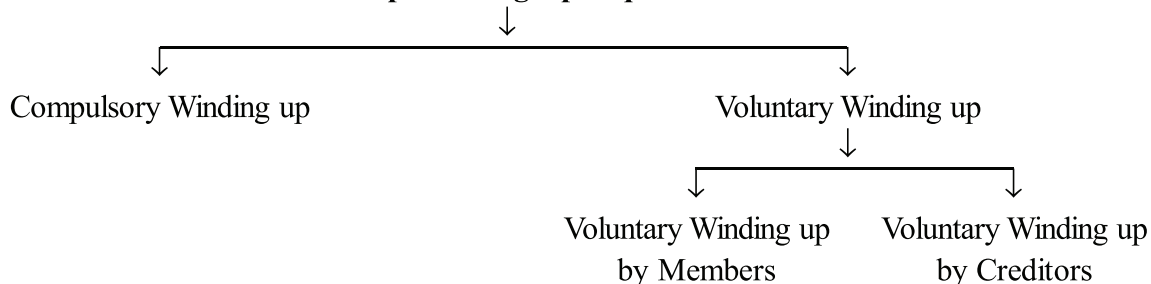 Compulsory Winding up
Voluntary Winding up
Voluntary Winding up
by Members
Voluntary Winding up
by Creditors